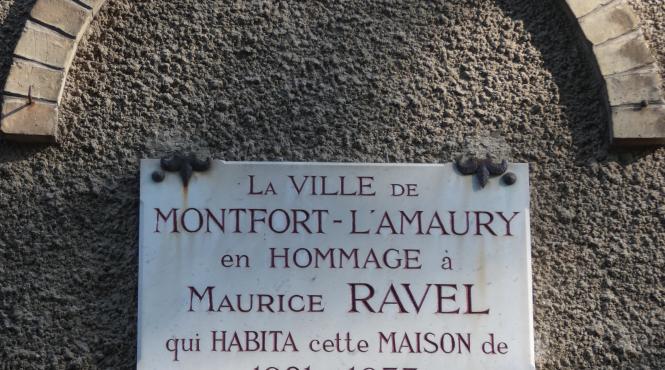 LA VILLE DE
MONTFORT-L'AMAURY
en HOMMAGE à
MAURICE RAVEL
qui HABITA cette MAISON de